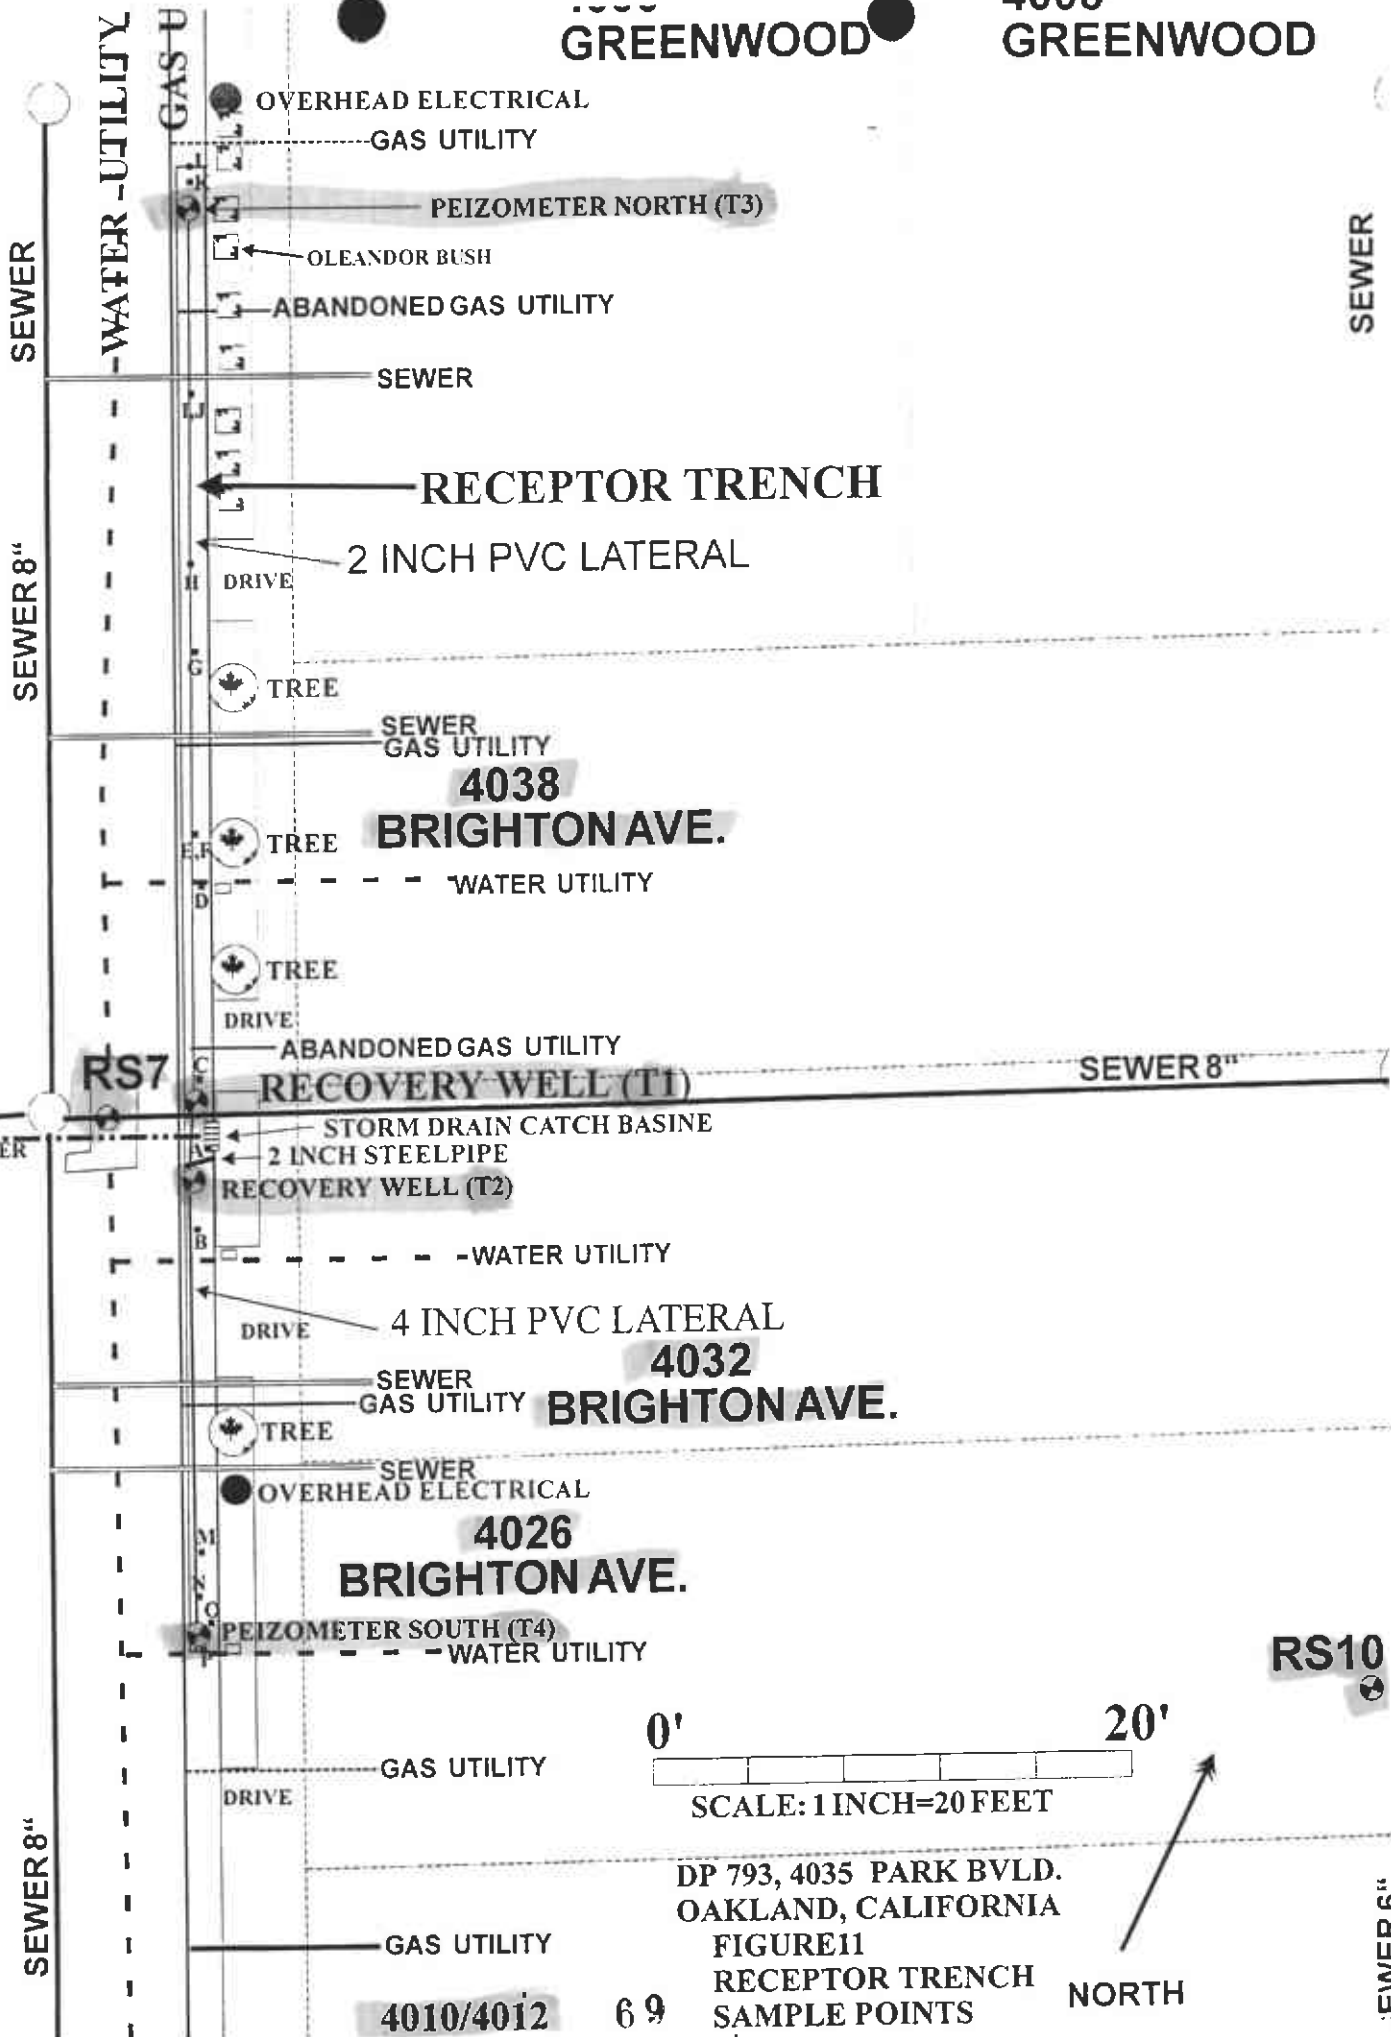 GREENWOOD
GREENWOOD
WATER UTILITY
GAS U
OVERHEAD ELECTRICAL
GAS UTILITY
K
PEIZOMETER NORTH (T3)
OLEANDOR BUSH
SEWER
SEWER
ABANDONED GAS UTILITY
SEWER
I,J
RECEPTOR TRENCH
2 INCH PVC LATERAL
H
DRIVE
SEWER 8"
G
TREE
SEWER
GAS UTILITY
4038
BRIGHTON AVE.
E,F
TREE
WATER UTILITY
D
TREE
DRIVE
ABANDONED GAS UTILITY
C
RS7
RECOVERY WELL (T1)
SEWER 8"
STORM DRAIN CATCH BASINE
ER
A
2 INCH STEELPIPE
RECOVERY WELL (T2)
B
WATER UTILITY
4 INCH PVC LATERAL
DRIVE
4032
BRIGHTON AVE.
SEWER
GAS UTILITY
TREE
SEWER
OVERHEAD ELECTRICAL
4026
BRIGHTON AVE.
M
N
O
PEIZOMETER SOUTH (T4)
WATER UTILITY
RS10
0'
20'
SCALE: 1 INCH=20 FEET
GAS UTILITY
DRIVE
SEWER 8"
DP 793, 4035 PARK BVLD.
OAKLAND, CALIFORNIA
FIGURE11
RECEPTOR TRENCH
SAMPLE POINTS
NORTH
GAS UTILITY
EWER 6"
4010/4012
69